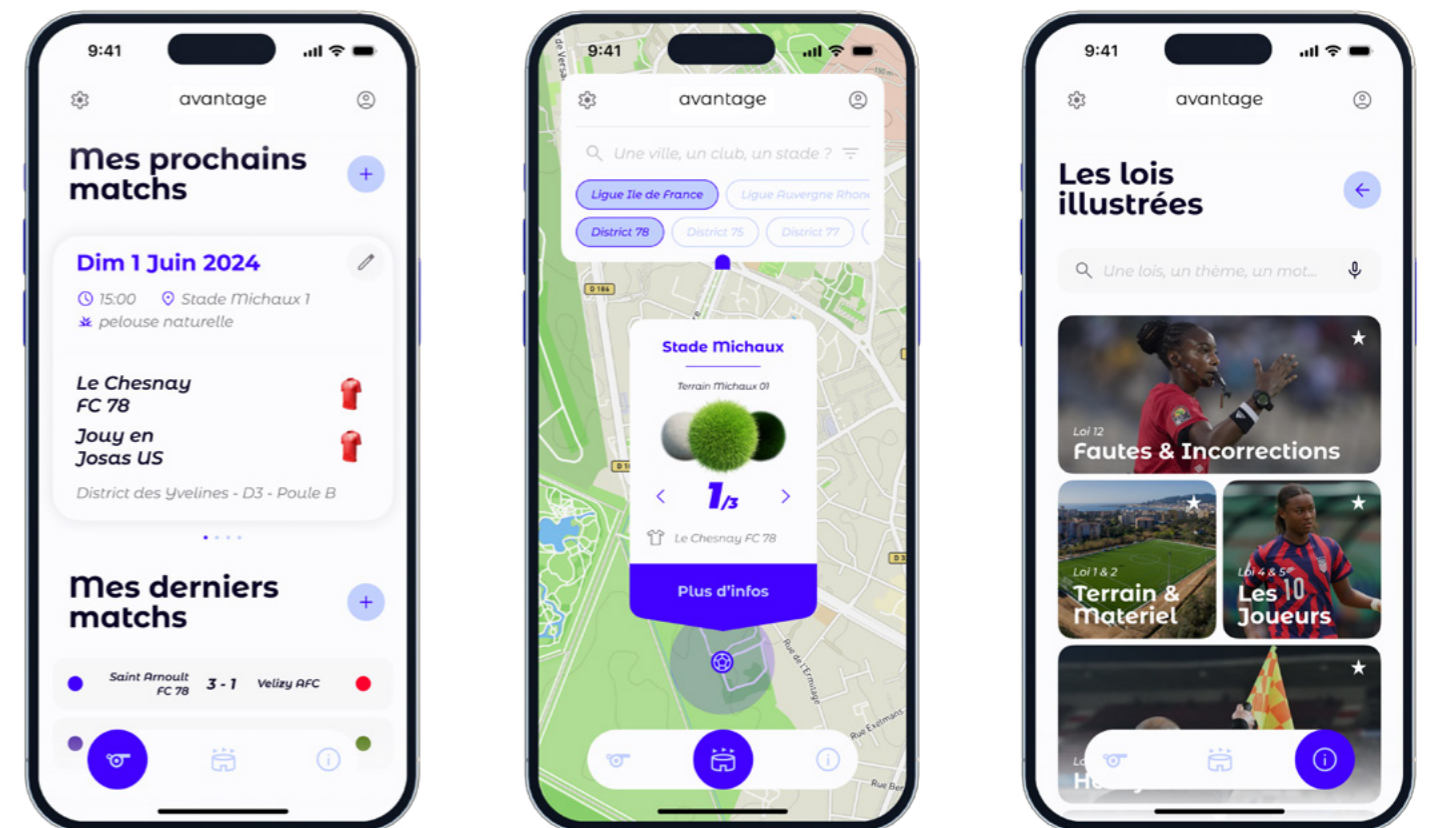 9:41
avantage
Mes prochains
matchs
Dim 1 Juin 2024
15:00 Stade Michaux 1
pelouse naturelle
Le Chesnay
FC 78
Jouy en
Josas US
District des Yvelines - D3 - Poule B
Mes derniers
matchs
Saint Arnoult
FC 78
3 - 1
Velizy AFC
9:41
avantage
Une ville, un club, un stade ?
Ligue Ile de France
Ligue Auvergne Rhone
District 78
District 75
District 77
D 186
Stade Michaux
Terrain Michaux 01
1/3
Le Chesnay FC 78
Plus d'infos
Rue de l'Ermitage
Rue Exelmans
Rue Ber
9:41
avantage
Les lois
illustrées
Une lois, un thème, un mot...
Loi 12
Fautes & Incorrections
Loi 1 & 2
Terrain &
Materiel
Loi 4 & 5
Les
Joueurs
10